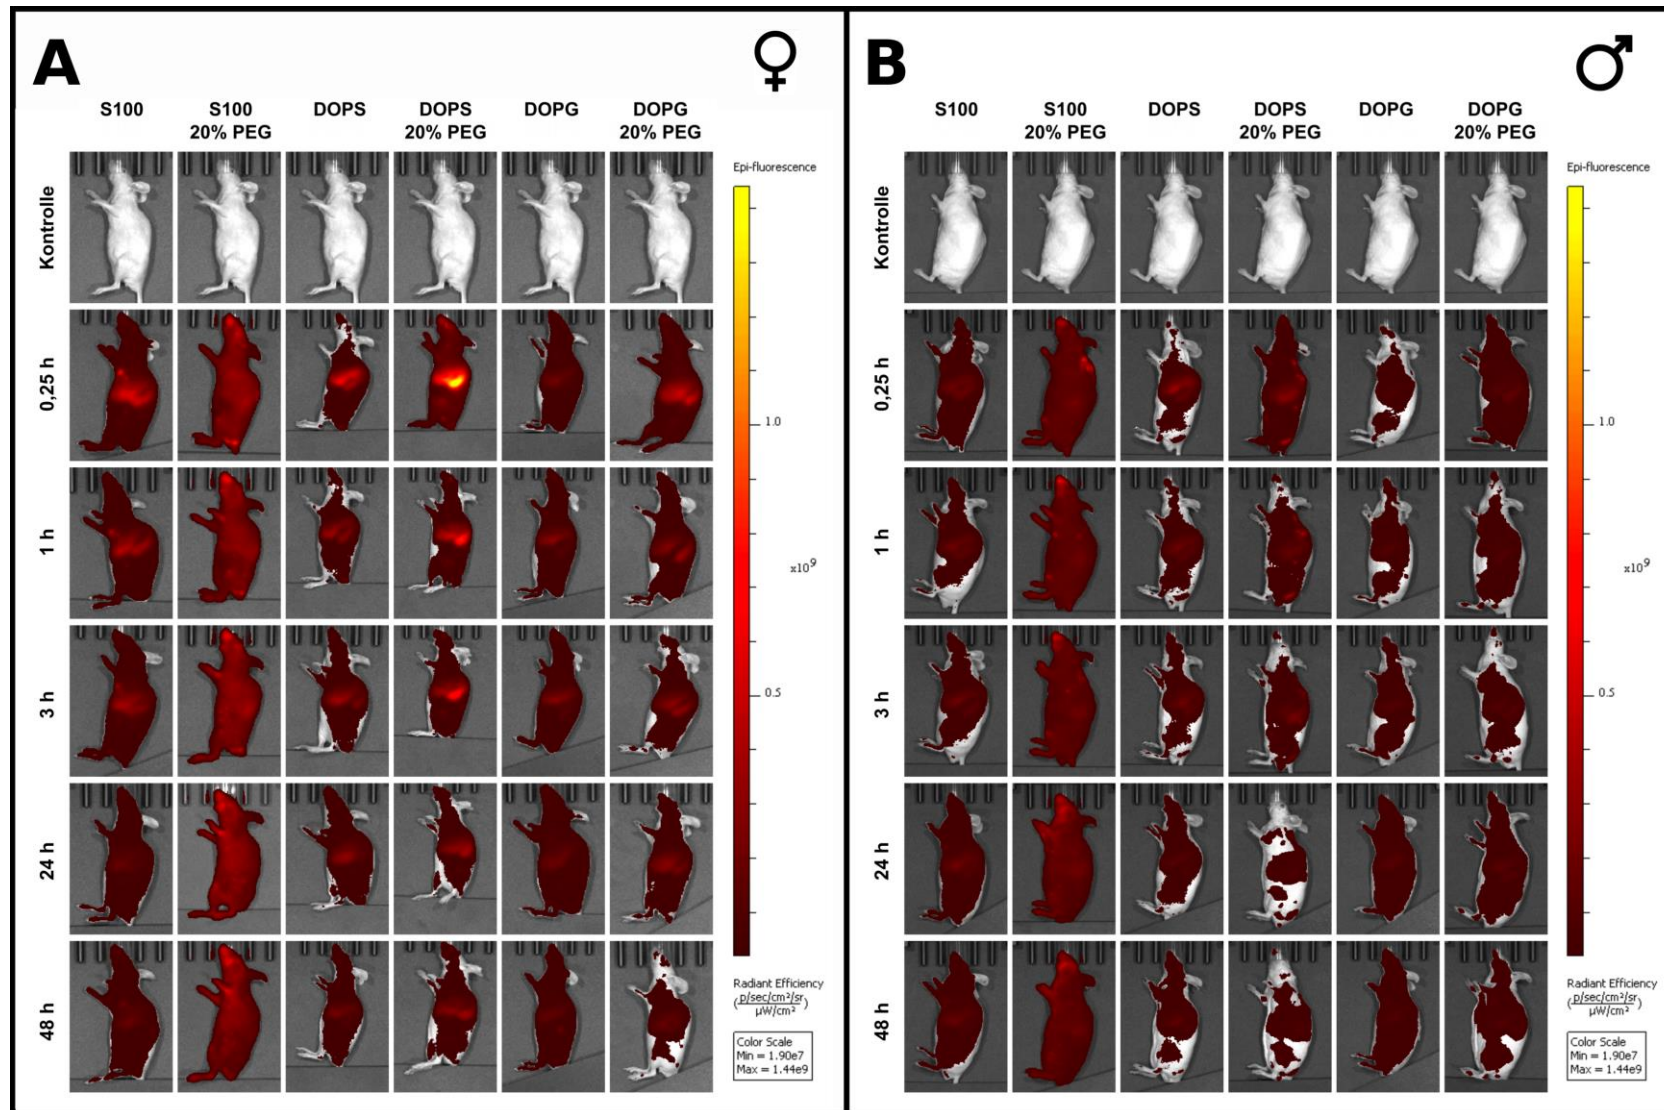 A
♀
S100
S100
20% PEG
DOPS
DOPS
20% PEG
DOPG
DOPG
20% PEG
Kontrolle
0,25 h
1 h
3 h
24 h
48 h
Epi-fluorescence
1.0
x10⁹
0.5
Radiant Efficiency
(p/sec/cm²/sr
µW/cm²)
Color Scale
Min = 1.90e7
Max = 1.44e9
B
♂
S100
S100
20% PEG
DOPS
DOPS
20% PEG
DOPG
DOPG
20% PEG
Kontrolle
0,25 h
1 h
3 h
24 h
48 h
Epi-fluorescence
1.0
x10⁹
0.5
Radiant Efficiency
(p/sec/cm²/sr
µW/cm²)
Color Scale
Min = 1.90e7
Max = 1.44e9